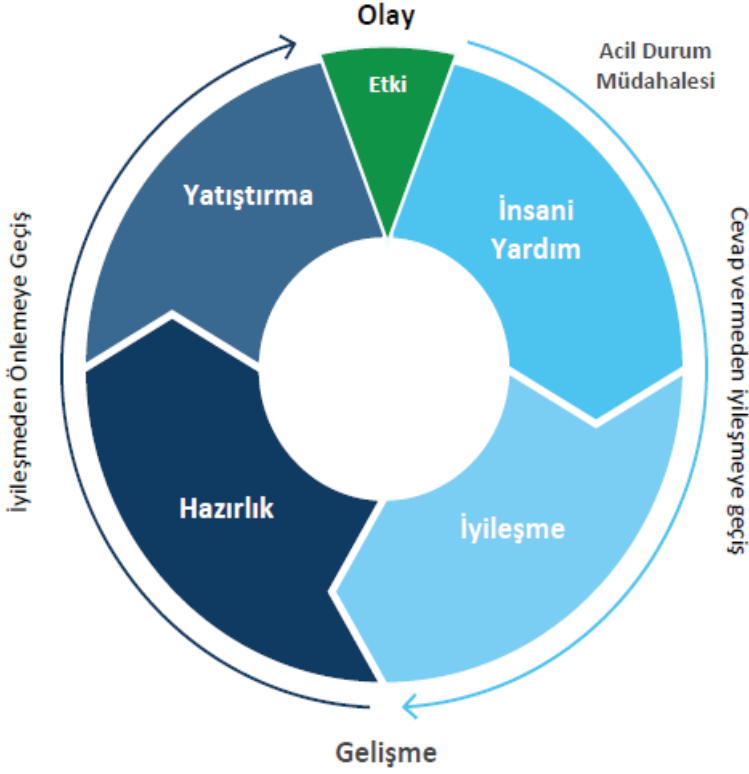 Olay
Etki
Acil Durum
Müdahalesi
Yatıştırma
İnsani
Yardım
İyileşmeden Önlemeye Geçiş
Cevap vermeden iyileşmeye geçiş
Hazırlık
İyileşme
Gelişme